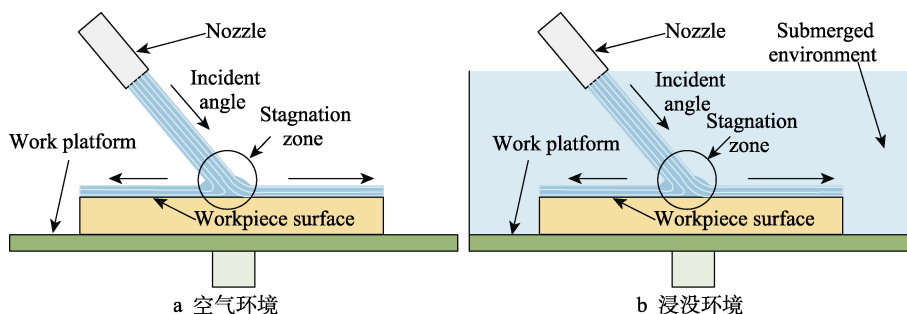 Nozzle
Incident
angle
Stagnation
zone
Work platform
Workpiece surface
a 空气环境
Nozzle
Submerged
environment
Incident
angle
Stagnation
zone
Work
platform
Workpiece surface
b 浸没环境